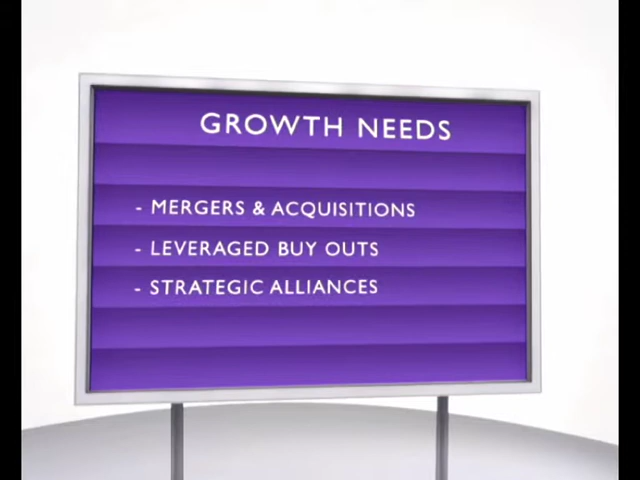 GROWTH NEEDS
- MERGERS & ACQUISITIONS
- LEVERAGED BUY OUTS
- STRATEGIC ALLIANCES